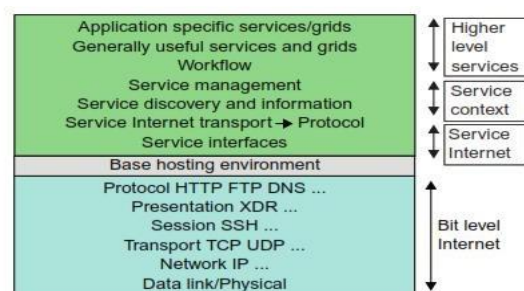 Application specific services/grids
Generally useful services and grids
Workflow
Service management
Service discovery and information
Service Internet transport → Protocol
Service interfaces
Base hosting environment
Protocol HTTP FTP DNS ...
Presentation XDR ...
Session SSH ...
Transport TCP UDP ...
Network IP ...
Data link/Physical
Higher
level
services
Service
context
Service
Internet
Bit level
Internet